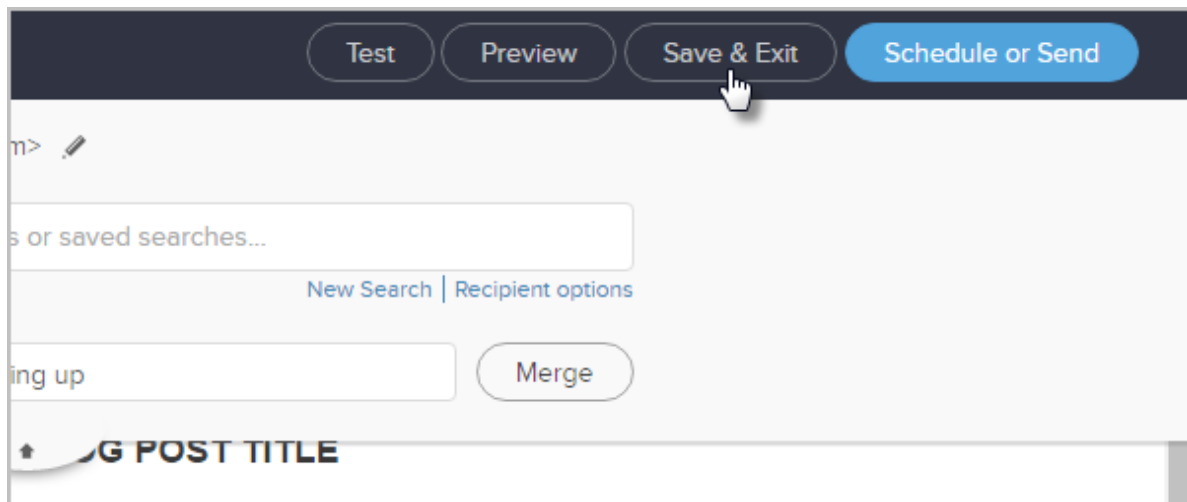 Test Preview Save & Exit Schedule or Send
m>
s or saved searches...
New Search | Recipient options
ing up Merge
OG POST TITLE